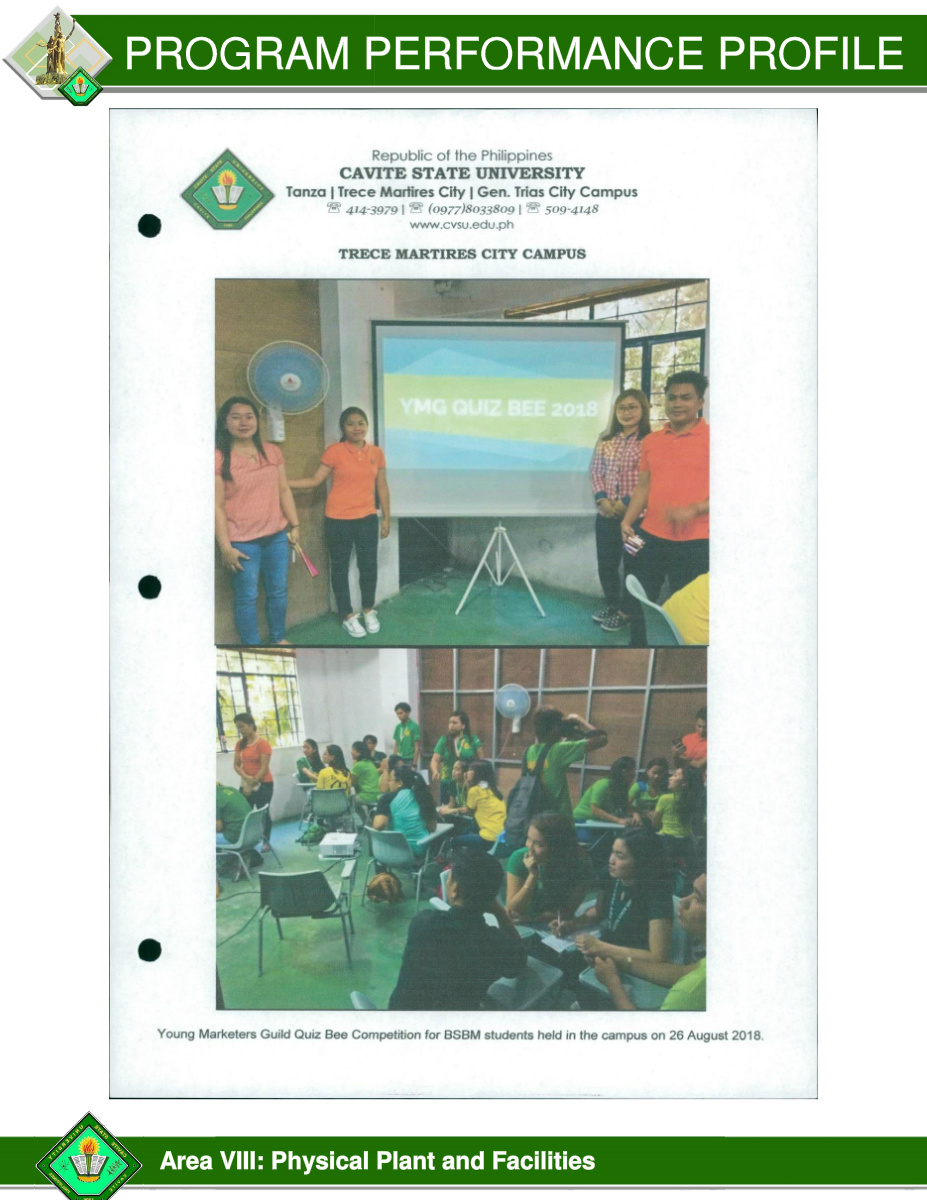 PROGRAM PERFORMANCE PROFILE
Republic of the Philippines
CAVITE STATE UNIVERSITY
Tanza | Trece Martires City | Gen. Trias City Campus
☏ 414-3979 | ☏ (0977)8033809 | ☏ 509-4148
www.cvsu.edu.ph
TRECE MARTIRES CITY CAMPUS
YMG QUIZ BEE 2018
Young Marketers Guild Quiz Bee Competition for BSBM students held in the campus on 26 August 2018.
Area VIII: Physical Plant and Facilities